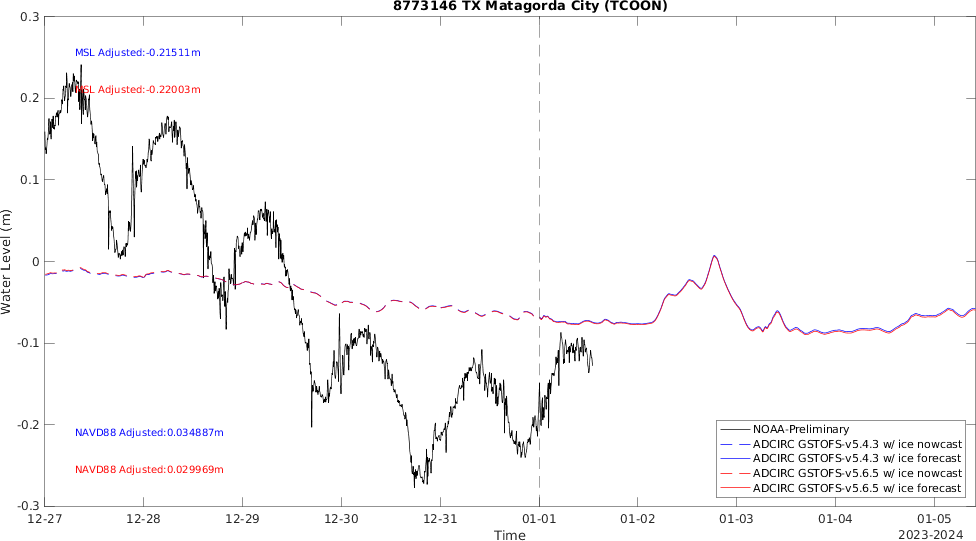 8773146 TX Matagorda City (TCOON)
0.3
MSL Adjusted:-0.21511m
MSL Adjusted:-0.22003m
0.2
0.1
0
Water Level (m)
-0.1
-0.2
NAVD88 Adjusted:0.034887m
NAVD88 Adjusted:0.029969m
NOAA-Preliminary
ADCIRC GSTOFS-v5.4.3 w/ ice nowcast
ADCIRC GSTOFS-v5.4.3 w/ ice forecast
ADCIRC GSTOFS-v5.6.5 w/ ice nowcast
ADCIRC GSTOFS-v5.6.5 w/ ice forecast
-0.3
12-27 12-28 12-29 12-30 12-31 01-01 01-02 01-03 01-04 01-05
Time
2023-2024